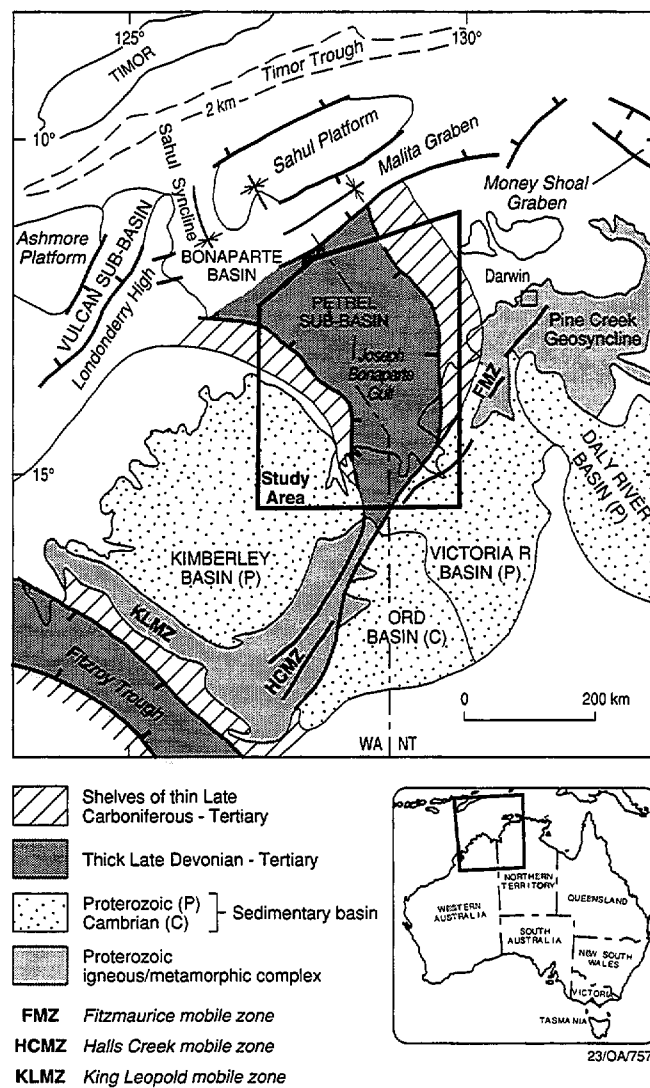 125°
130°
TIMOR
Timor Trough
2 km
10°
Sahul Platform
Sahul Syncline
Malita Graben
Money Shoal
Graben
Ashmore
Platform
VULCAN SUB-BASIN
Londonderry High
BONAPARTE
BASIN
PETREL
SUB-BASIN
Joseph
Bonaparte
Gulf
Darwin
Pine Creek
Geosyncline
FMZ
15°
Study
Area
DALY RIVER
BASIN (P)
KIMBERLEY
BASIN (P)
VICTORIA R
BASIN (P)
ORD
BASIN (C)
KLMZ
HCMZ
Fitzroy Trough
0 200 km
WA NT
Shelves of thin Late
Carboniferous - Tertiary
Thick Late Devonian - Tertiary
Proterozoic (P)
Cambrian (C)
Sedimentary basin
Proterozoic
igneous/metamorphic complex
FMZ Fitzmaurice mobile zone
HCMZ Halls Creek mobile zone
KLMZ King Leopold mobile zone
NORTHERN
TERRITORY
WESTERN
AUSTRALIA
QUEENSLAND
SOUTH
AUSTRALIA
NEW SOUTH
WALES
VICTORIA
TASMANIA
23/OA/757